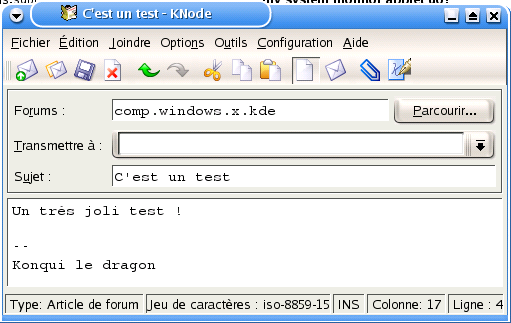 C'est un test - KNode
Fichier Édition Joindre Options Outils Configuration Aide
Forums : comp.windows.x.kde Parcourir...
Transmettre à :
Sujet : C'est un test
Un très joli test !
--
Konqui le dragon
Type: Article de forum Jeu de caractères : iso-8859-15 INS Colonne: 17 Ligne : 4